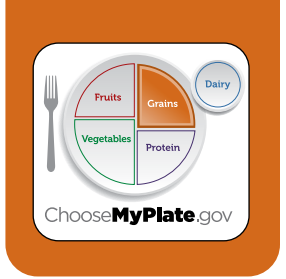 Dairy
Fruits
Grains
Vegetables
Protein
ChooseMyPlate.gov